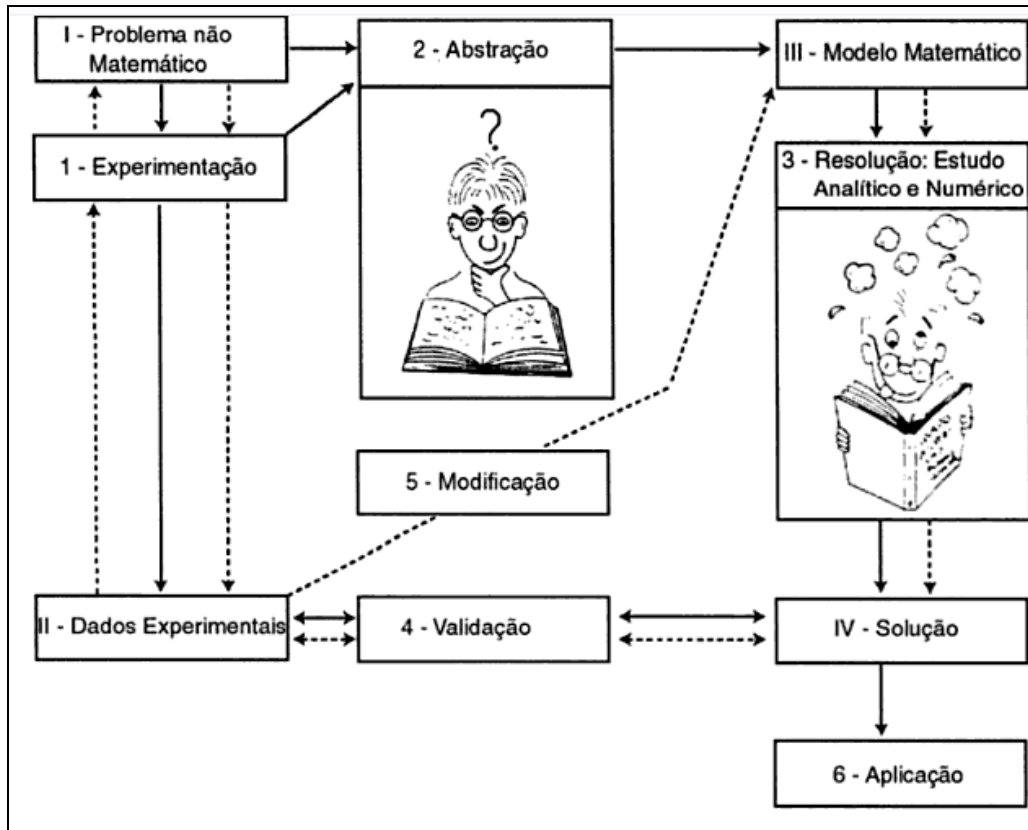 I - Problema não
Matemático
2 - Abstração
III - Modelo Matemático
1 - Experimentação
?
3 - Resolução: Estudo
Analítico e Numérico
5 - Modificação
II - Dados Experimentais
4 - Validação
IV - Solução
6 - Aplicação